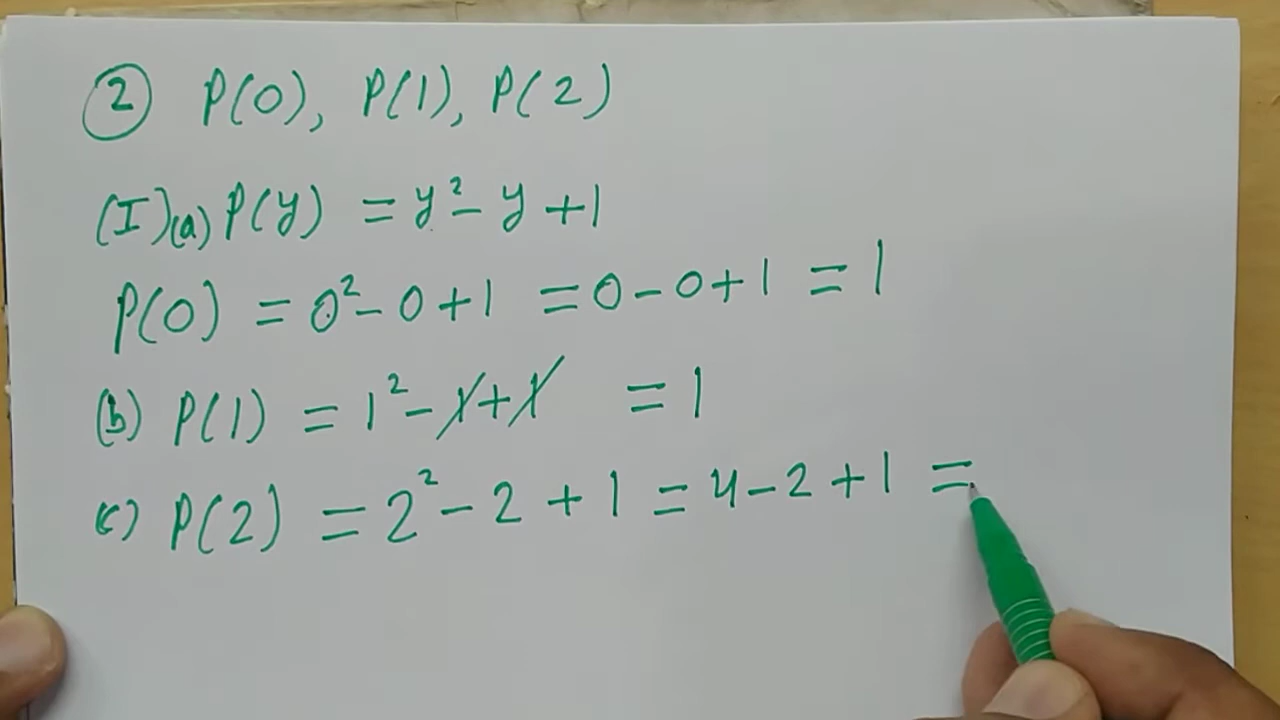 ② P(0), P(1), P(2)
(I)(a) P(y) = y² - y + 1
P(0) = 0² - 0 + 1 = 0 - 0 + 1 = 1
(b) P(1) = 1² - 1 + 1 = 1
(c) P(2) = 2² - 2 + 1 = 4 - 2 + 1 =